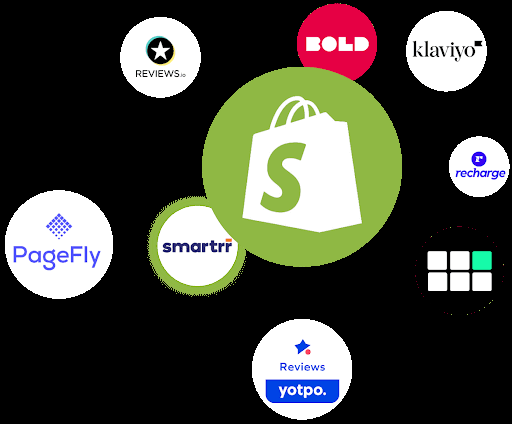 BOLD
klaviyo
REVIEWS.io
S
r
recharge
PageFly
smartrr
Reviews
yotpo.